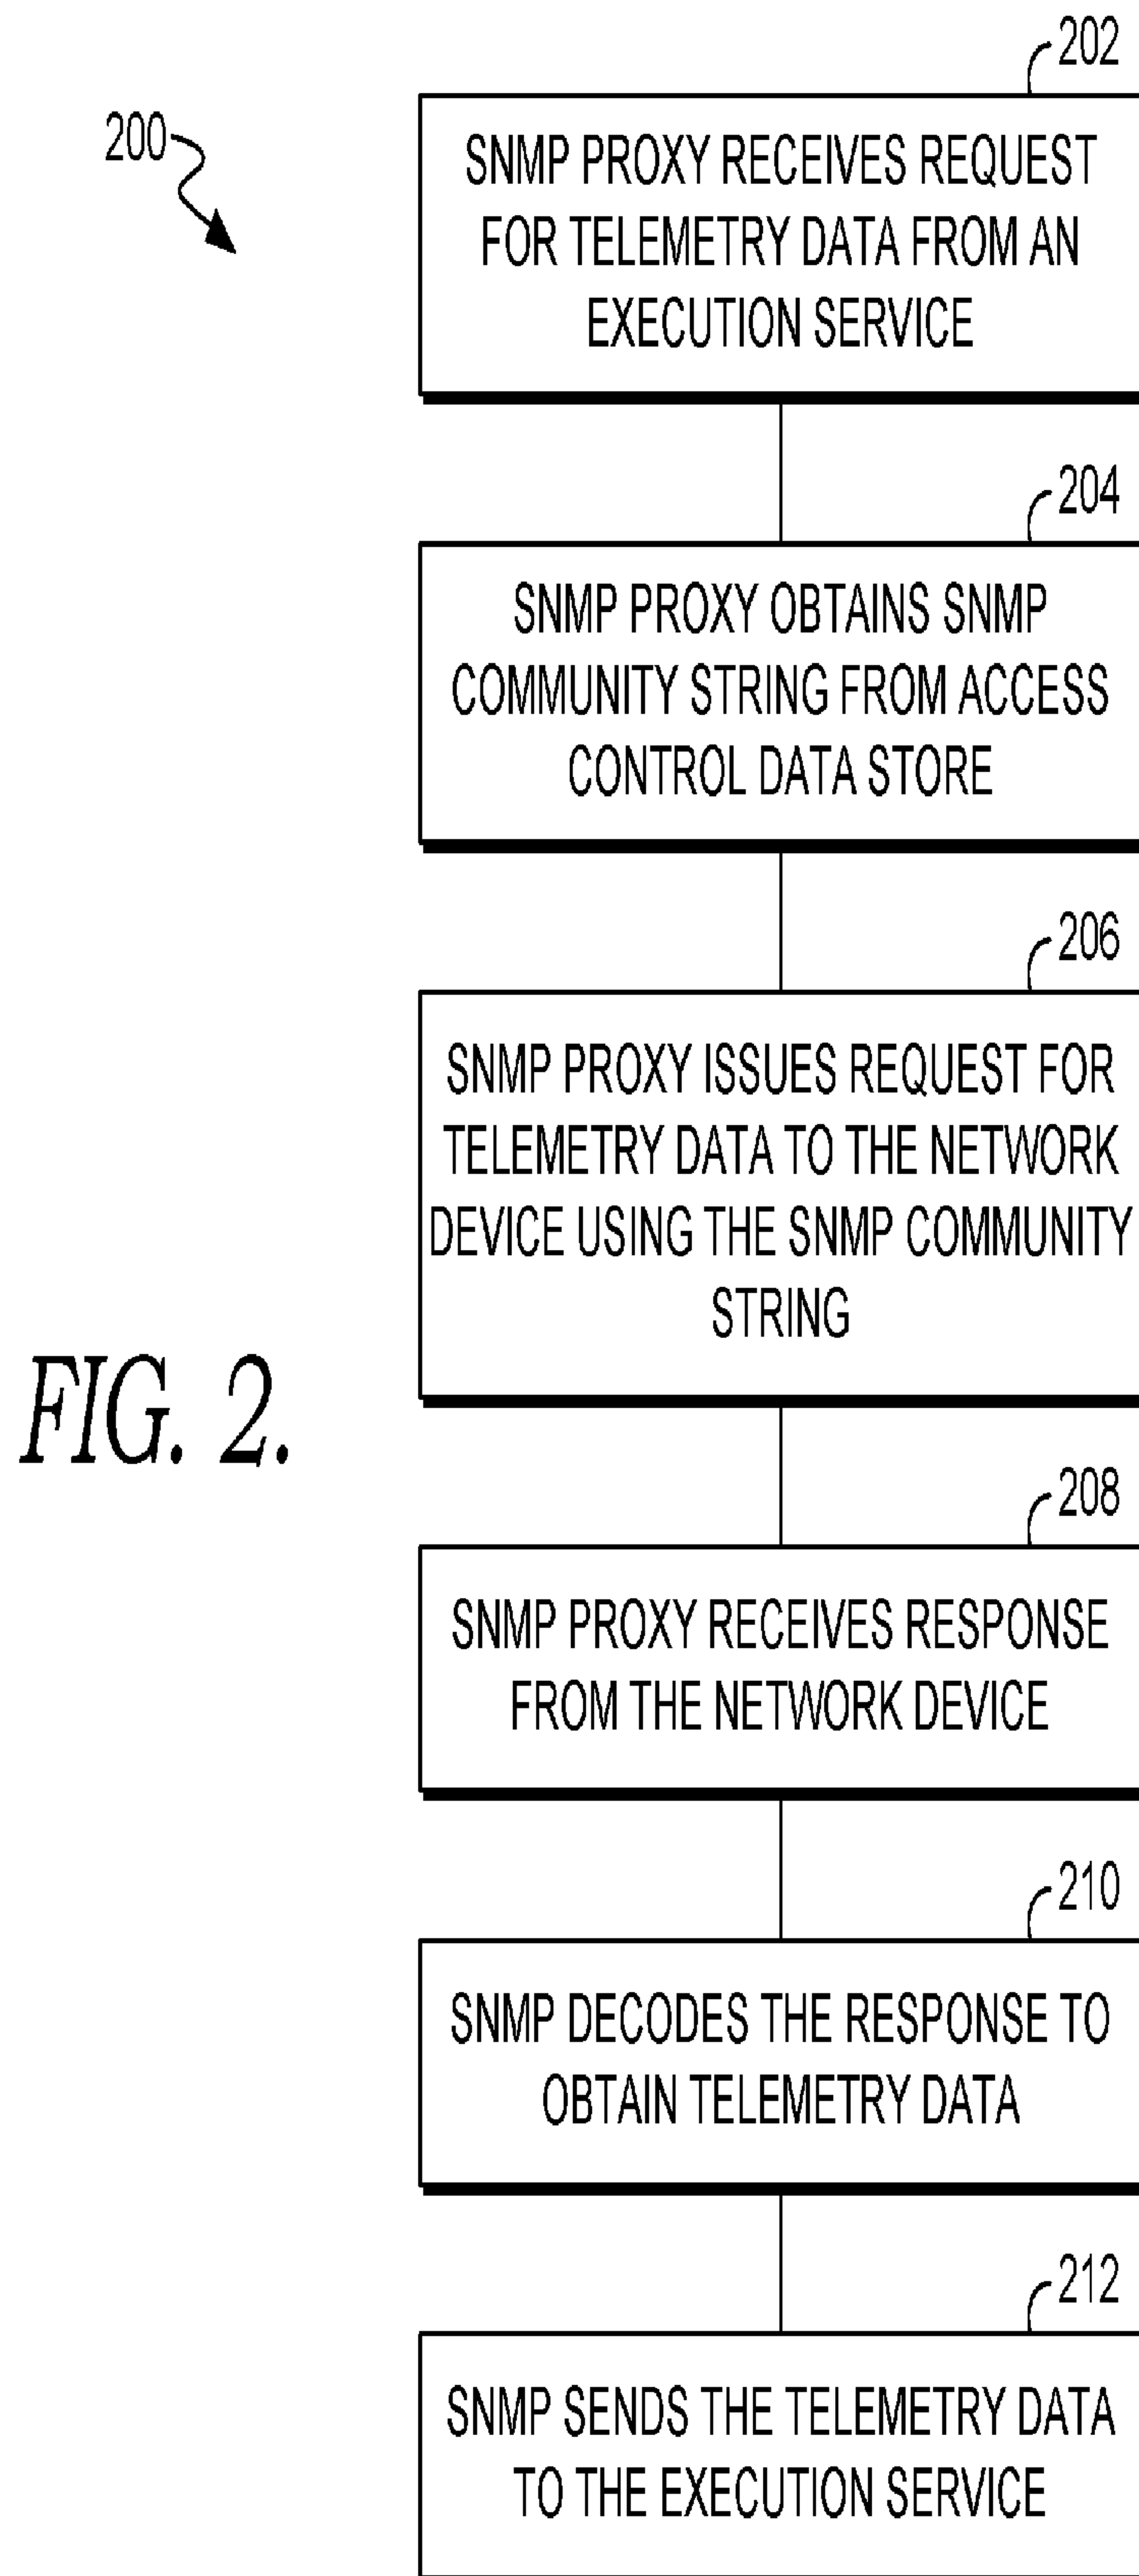 200
202
SNMP PROXY RECEIVES REQUEST
FOR TELEMETRY DATA FROM AN
EXECUTION SERVICE
204
SNMP PROXY OBTAINS SNMP
COMMUNITY STRING FROM ACCESS
CONTROL DATA STORE
206
SNMP PROXY ISSUES REQUEST FOR
TELEMETRY DATA TO THE NETWORK
DEVICE USING THE SNMP COMMUNITY
STRING
FIG. 2.
208
SNMP PROXY RECEIVES RESPONSE
FROM THE NETWORK DEVICE
210
SNMP DECODES THE RESPONSE TO
OBTAIN TELEMETRY DATA
212
SNMP SENDS THE TELEMETRY DATA
TO THE EXECUTION SERVICE